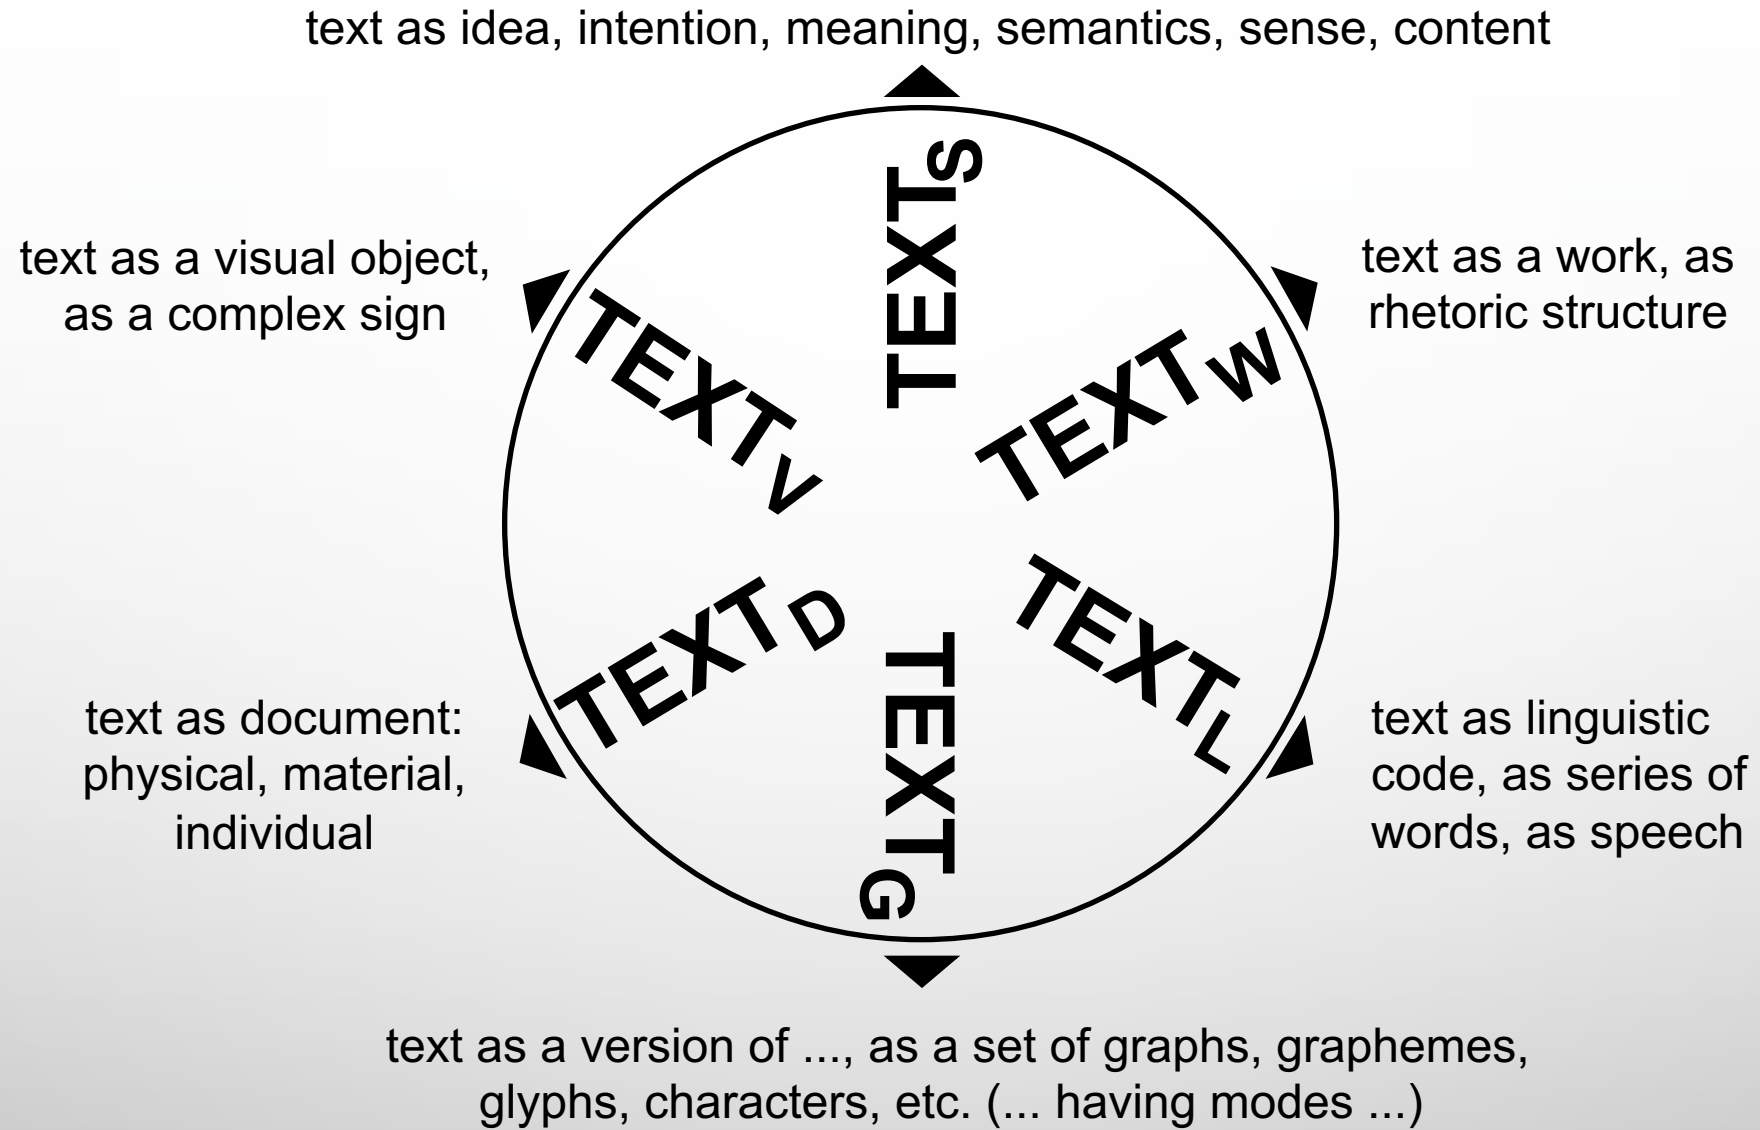 text as idea, intention, meaning, semantics, sense, content
TEXTS
text as a visual object,
as a complex sign
TEXTV
text as a work, as
rhetoric structure
TEXTW
text as document:
physical, material,
individual
TEXTD
text as linguistic
code, as series of
words, as speech
TEXTL
TEXTG
text as a version of ..., as a set of graphs, graphemes,
glyphs, characters, etc. (... having modes ...)